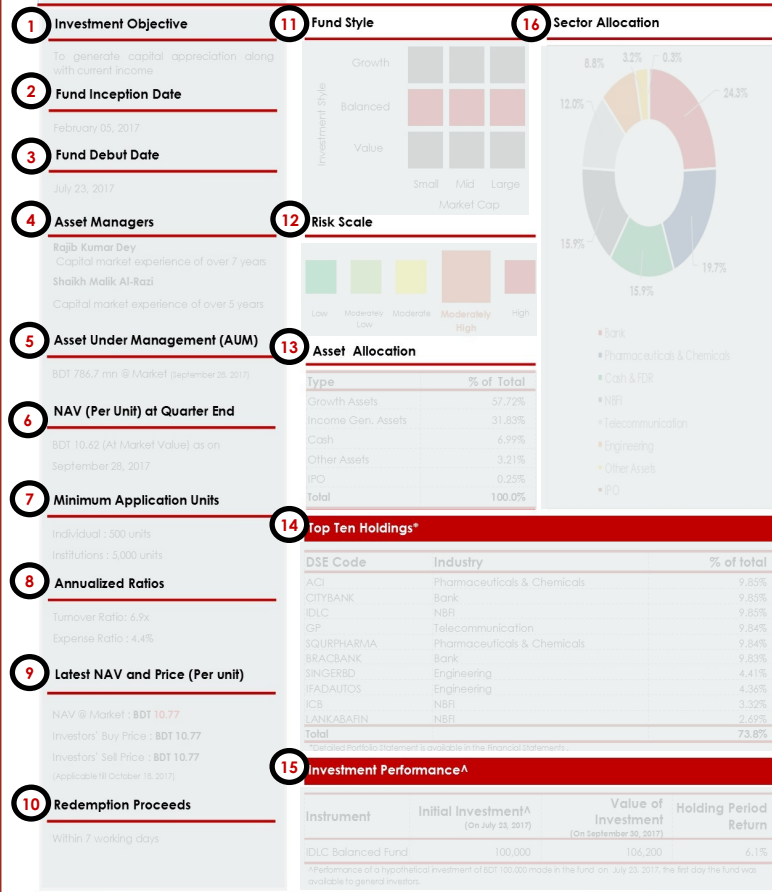 1 Investment Objective
To generate capital appreciation along
with current income
2 Fund Inception Date
February 05, 2017
3 Fund Debut Date
July 23, 2017
4 Asset Managers
Rajib Kumar Dey
Capital market experience of over 7 years
Shaikh Malik Al-Razi
Capital market experience of over 5 years
5 Asset Under Management (AUM)
BDT 786.7 mn @ Market (September 28, 2017)
6 NAV (Per Unit) at Quarter End
BDT 10.62 (At Market Value) as on
September 28, 2017
7 Minimum Application Units
Individual : 500 units
Institutions : 5,000 units
8 Annualized Ratios
Turnover Ratio: 6.9x
Expense Ratio : 4.4%
9 Latest NAV and Price (Per unit)
NAV @ Market : BDT 10.77
Investors' Buy Price : BDT 10.77
Investors' Sell Price : BDT 10.77
(Applicable till October 18, 2017)
10 Redemption Proceeds
Within 7 working days
11 Fund Style
Investment Style
Growth
Balanced
Value
Small Mid Large
Market Cap
12 Risk Scale
Low Moderatley Low Moderate Moderately High High
13 Asset Allocation
Type % of Total
Growth Assets 57.72%
Income Gen. Assets 31.83%
Cash 6.99%
Other Assets 3.21%
IPO 0.25%
Total 100.0%
16 Sector Allocation
8.8% 3.2% 0.3%
24.3%
12.0%
15.9%
19.7%
15.9%
Bank
Pharmaceuticals & Chemicals
Cash & FDR
NBFI
Telecommunication
Engineering
Other Assets
IPO
14 Top Ten Holdings*
DSE Code Industry % of total
ACI Pharmaceuticals & Chemicals 9.85%
CITYBANK Bank 9.85%
IDLC NBFI 9.85%
GP Telecommunication 9.84%
SQURPHARMA Pharmaceuticals & Chemicals 9.84%
BRACBANK Bank 9.83%
SINGERBD Engineering 4.41%
IFADAUTOS Engineering 4.36%
ICB NBFI 3.32%
LANKABAFIN NBFI 2.69%
Total 73.8%
*Detailed Portfolio Statement is available in the Financial Statements.
15 Investment Performance^
Instrument Initial Investment^ (On July 23, 2017) Value of Investment (On September 30, 2017) Holding Period Return
IDLC Balanced Fund 100,000 106,200 6.1%
^Performance of a hypothetical investment of BDT 100,000 made in the fund on July 23, 2017, the first day the fund was
available to general investors.